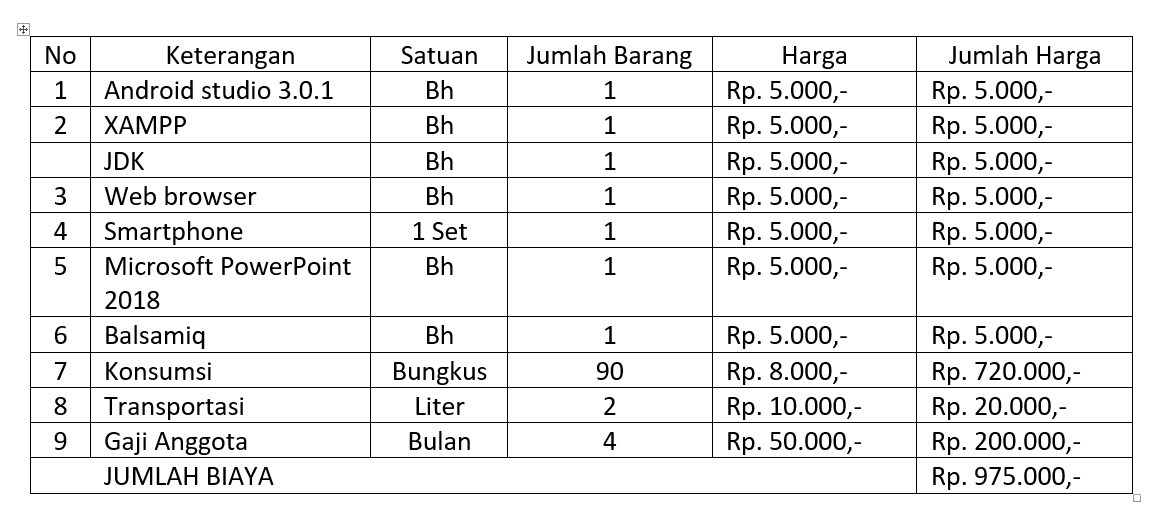 No Keterangan Satuan Jumlah Barang Harga Jumlah Harga
1 Android studio 3.0.1 Bh 1 Rp. 5.000,- Rp. 5.000,-
2 XAMPP Bh 1 Rp. 5.000,- Rp. 5.000,-
JDK Bh 1 Rp. 5.000,- Rp. 5.000,-
3 Web browser Bh 1 Rp. 5.000,- Rp. 5.000,-
4 Smartphone 1 Set 1 Rp. 5.000,- Rp. 5.000,-
5 Microsoft PowerPoint Bh 1 Rp. 5.000,- Rp. 5.000,-
2018
6 Balsamiq Bh 1 Rp. 5.000,- Rp. 5.000,-
7 Konsumsi Bungkus 90 Rp. 8.000,- Rp. 720.000,-
8 Transportasi Liter 2 Rp. 10.000,- Rp. 20.000,-
9 Gaji Anggota Bulan 4 Rp. 50.000,- Rp. 200.000,-
JUMLAH BIAYA Rp. 975.000,-